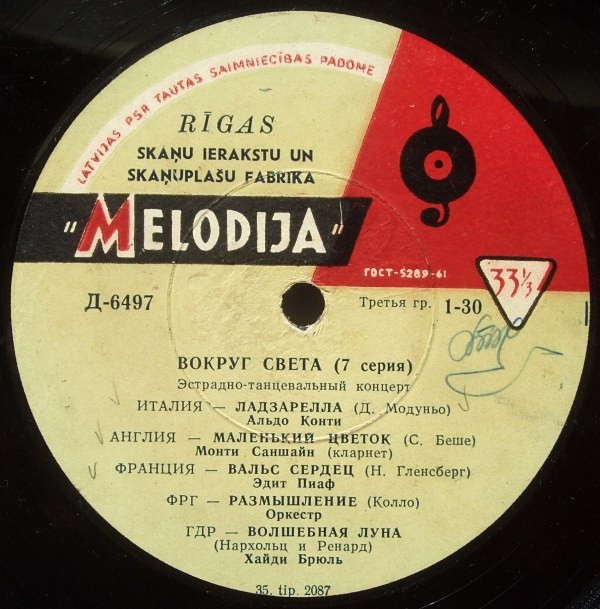 LATVIJAS PSR TAUTAS SAIMNIECĪBAS PADOME
RĪGAS
SKAŅU IERAKSTU UN
SKAŅUPLAŠU FABRIKA
"MELODIJA"
ГОСТ-5289-61
33⅓
Д-6497 Третья гр. 1-30
ВОКРУГ СВЕТА (7 серия)
Эстрадно-танцевальный концерт
ИТАЛИЯ — ЛАДЗАРЕЛЛА (Д. Модуньо)
Альдо Конти
АНГЛИЯ — МАЛЕНЬКИЙ ЦВЕТОК (С. Беше)
Монти Саншайн (кларнет)
ФРАНЦИЯ — ВАЛЬС СЕРДЕЦ (Н. Гленсберг)
Эдит Пиаф
ФРГ — РАЗМЫШЛЕНИЕ (Колло)
Оркестр
ГДР — ВОЛШЕБНАЯ ЛУНА
(Нархольц и Ренард)
Хайди Брюль
35. tip. 2087